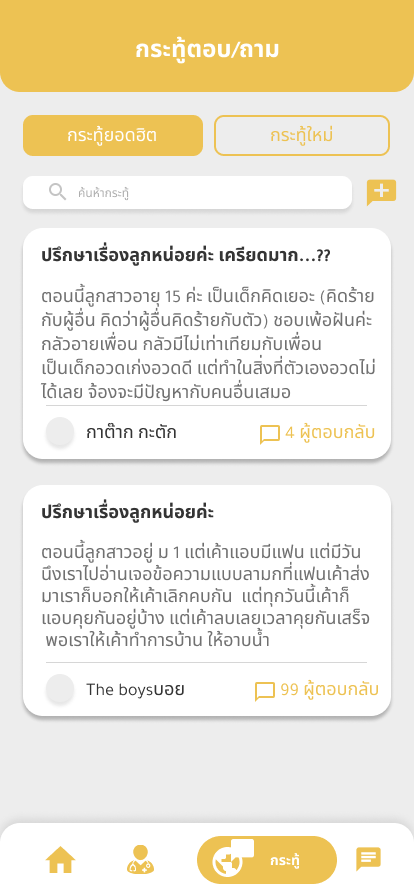 กระทู้ตอบ/ถาม
กระทู้ยอดฮิต
กระทู้ใหม่
ค้นห้ากระทู้
ปรึกษาเรื่องลูกหน่อยค่ะ เครียดมาก...??
ตอนนี้ลูกสาวอายุ 15 ค่ะ เป็นเด็กคิดเยอะ (คิดร้าย
กับผู้อื่น คิดว่าผู้อื่นคิดร้ายกับตัว) ชอบเพ้อฝันค่ะ
กลัวอายเพื่อน กลัวมีไม่เท่าเทียมกับเพื่อน
เป็นเด็กอวดเก่งอวดดี แต่ทำในสิ่งที่ตัวเองอวดไม่
ได้เลย จ้องจะมีปัญหากับคนอื่นเสมอ
กาต๊าก กะตัก
4 ผู้ตอบกลับ
ปรึกษาเรื่องลูกหน่อยค่ะ
ตอนนี้ลูกสาวอยู่ ม 1 แต่เค้าแอบมีแฟน แต่มีวัน
นึงเราไปอ่านเจอข้อความแบบลามกที่แฟนเค้าส่ง
มาเราก็บอกให้เค้าเลิกคบกัน แต่ทุกวันนี้เค้าก็
แอบคุยกันอยู่บ้าง แต่เค้าลบเลยเวลาคุยกันเสร็จ
พอเราให้เค้าทำการบ้าน ให้อาบน้ำ
The boysบอย
99 ผู้ตอบกลับ
กระทู้